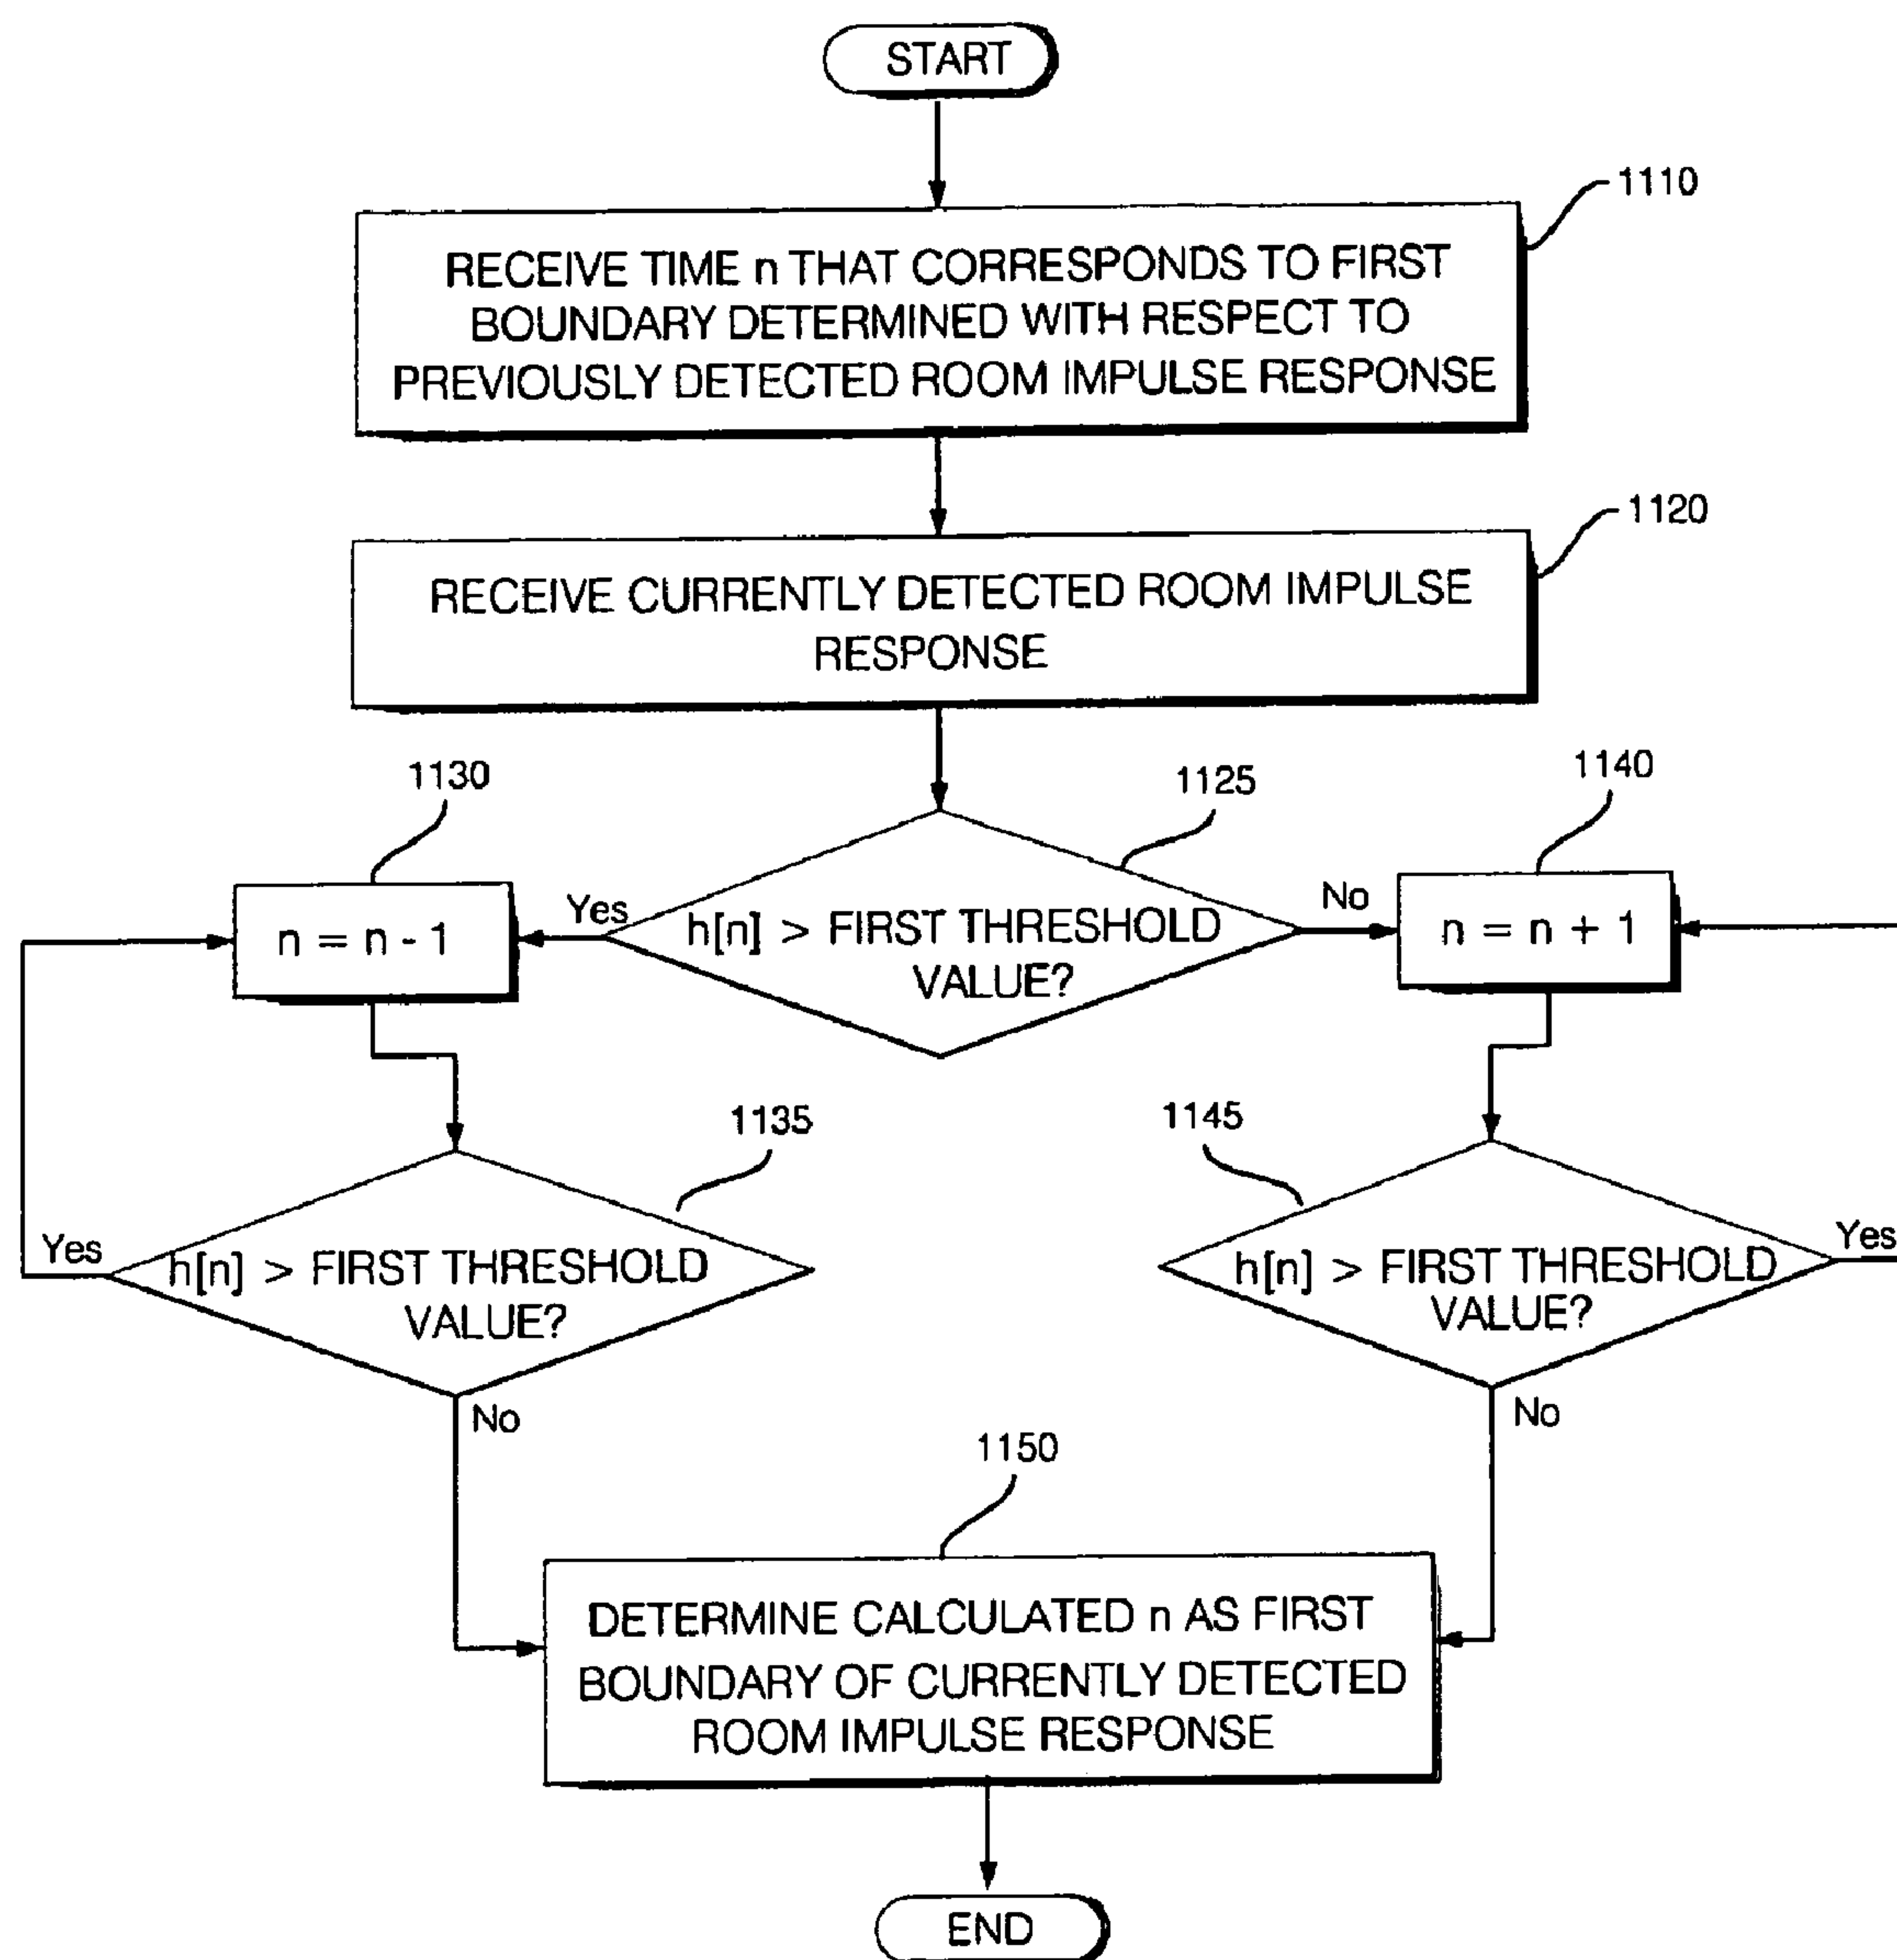 START
1110
RECEIVE TIME n THAT CORRESPONDS TO FIRST
BOUNDARY DETERMINED WITH RESPECT TO
PREVIOUSLY DETECTED ROOM IMPULSE RESPONSE
1120
RECEIVE CURRENTLY DETECTED ROOM IMPULSE
RESPONSE
1130
1125
1140
n = n - 1
Yes
h[n] > FIRST THRESHOLD
VALUE?
No
n = n + 1
1135
1145
Yes
h[n] > FIRST THRESHOLD
VALUE?
No
h[n] > FIRST THRESHOLD
VALUE?
Yes
No
1150
DETERMINE CALCULATED n AS FIRST
BOUNDARY OF CURRENTLY DETECTED
ROOM IMPULSE RESPONSE
END